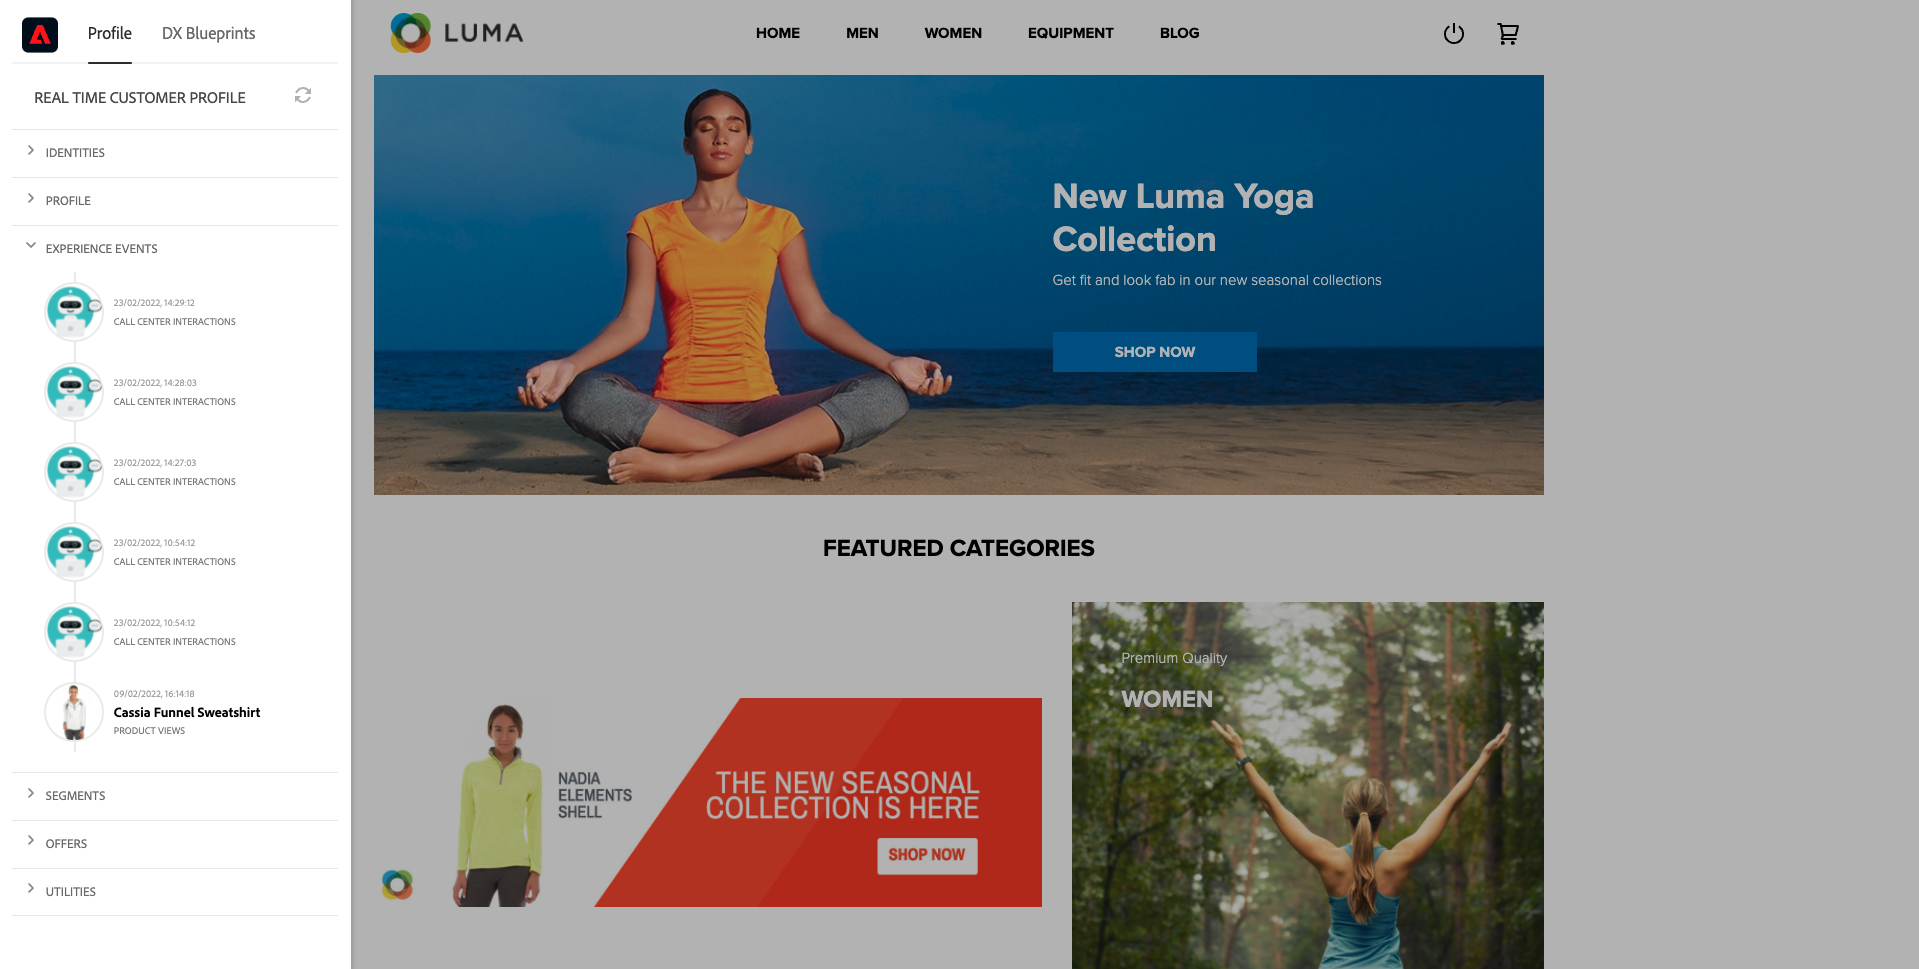 Profile
DX Blueprints
REAL TIME CUSTOMER PROFILE
IDENTITIES
PROFILE
EXPERIENCE EVENTS
23/02/2022, 14:29:12
CALL CENTER INTERACTIONS
23/02/2022, 14:28:03
CALL CENTER INTERACTIONS
23/02/2022, 14:27:03
CALL CENTER INTERACTIONS
23/02/2022, 10:54:12
CALL CENTER INTERACTIONS
23/02/2022, 10:54:12
CALL CENTER INTERACTIONS
09/02/2022, 16:14:18
Cassia Funnel Sweatshirt
PRODUCT VIEWS
SEGMENTS
OFFERS
UTILITIES
LUMA
HOME
MEN
WOMEN
EQUIPMENT
BLOG
New Luma Yoga
Collection
Get fit and look fab in our new seasonal collections
SHOP NOW
FEATURED CATEGORIES
NADIA
ELEMENTS
SHELL
THE NEW SEASONAL
COLLECTION IS HERE
SHOP NOW
Premium Quality
WOMEN